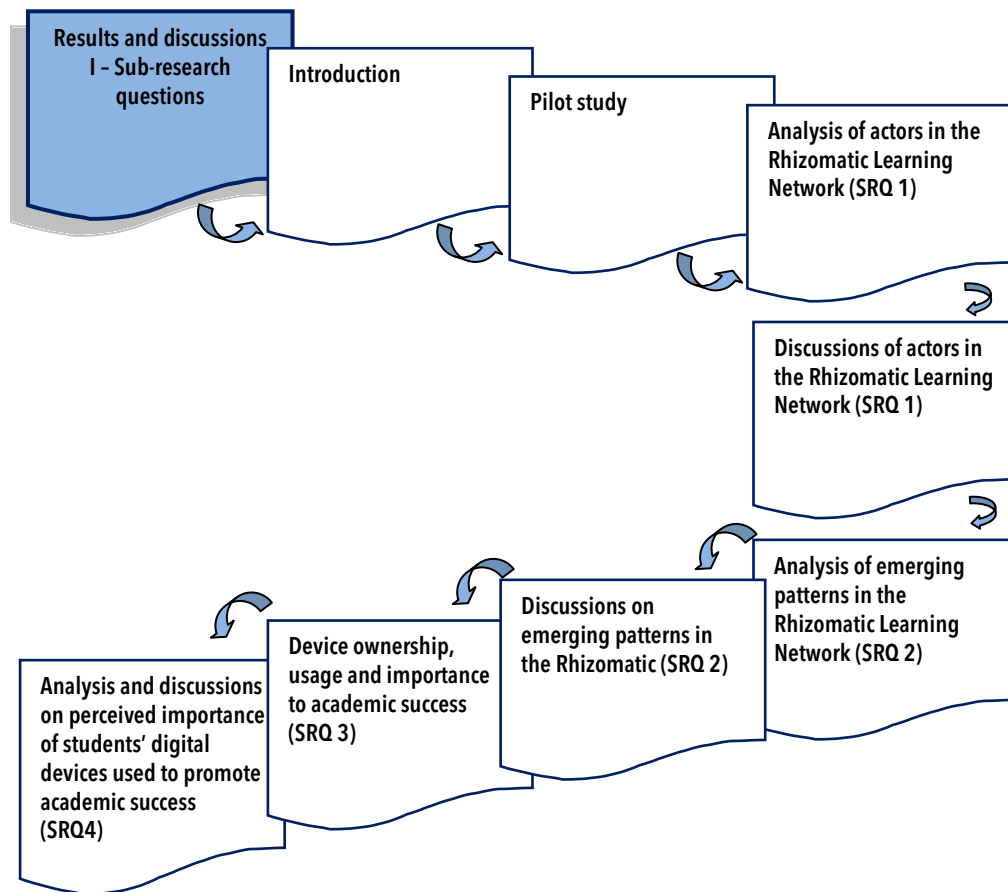 Results and discussions
I – Sub-research
questions
Introduction
Pilot study
Analysis of actors in the
Rhizomatic Learning
Network (SRQ 1)
Discussions of actors in
the Rhizomatic Learning
Network (SRQ 1)
Analysis of emerging
patterns in the
Rhizomatic Learning
Network (SRQ 2)
Discussions on
emerging patterns in
the Rhizomatic (SRQ 2)
Device ownership,
usage and importance
to academic success
(SRQ 3)
Analysis and discussions
on perceived importance
of students’ digital
devices used to promote
academic success
(SRQ4)